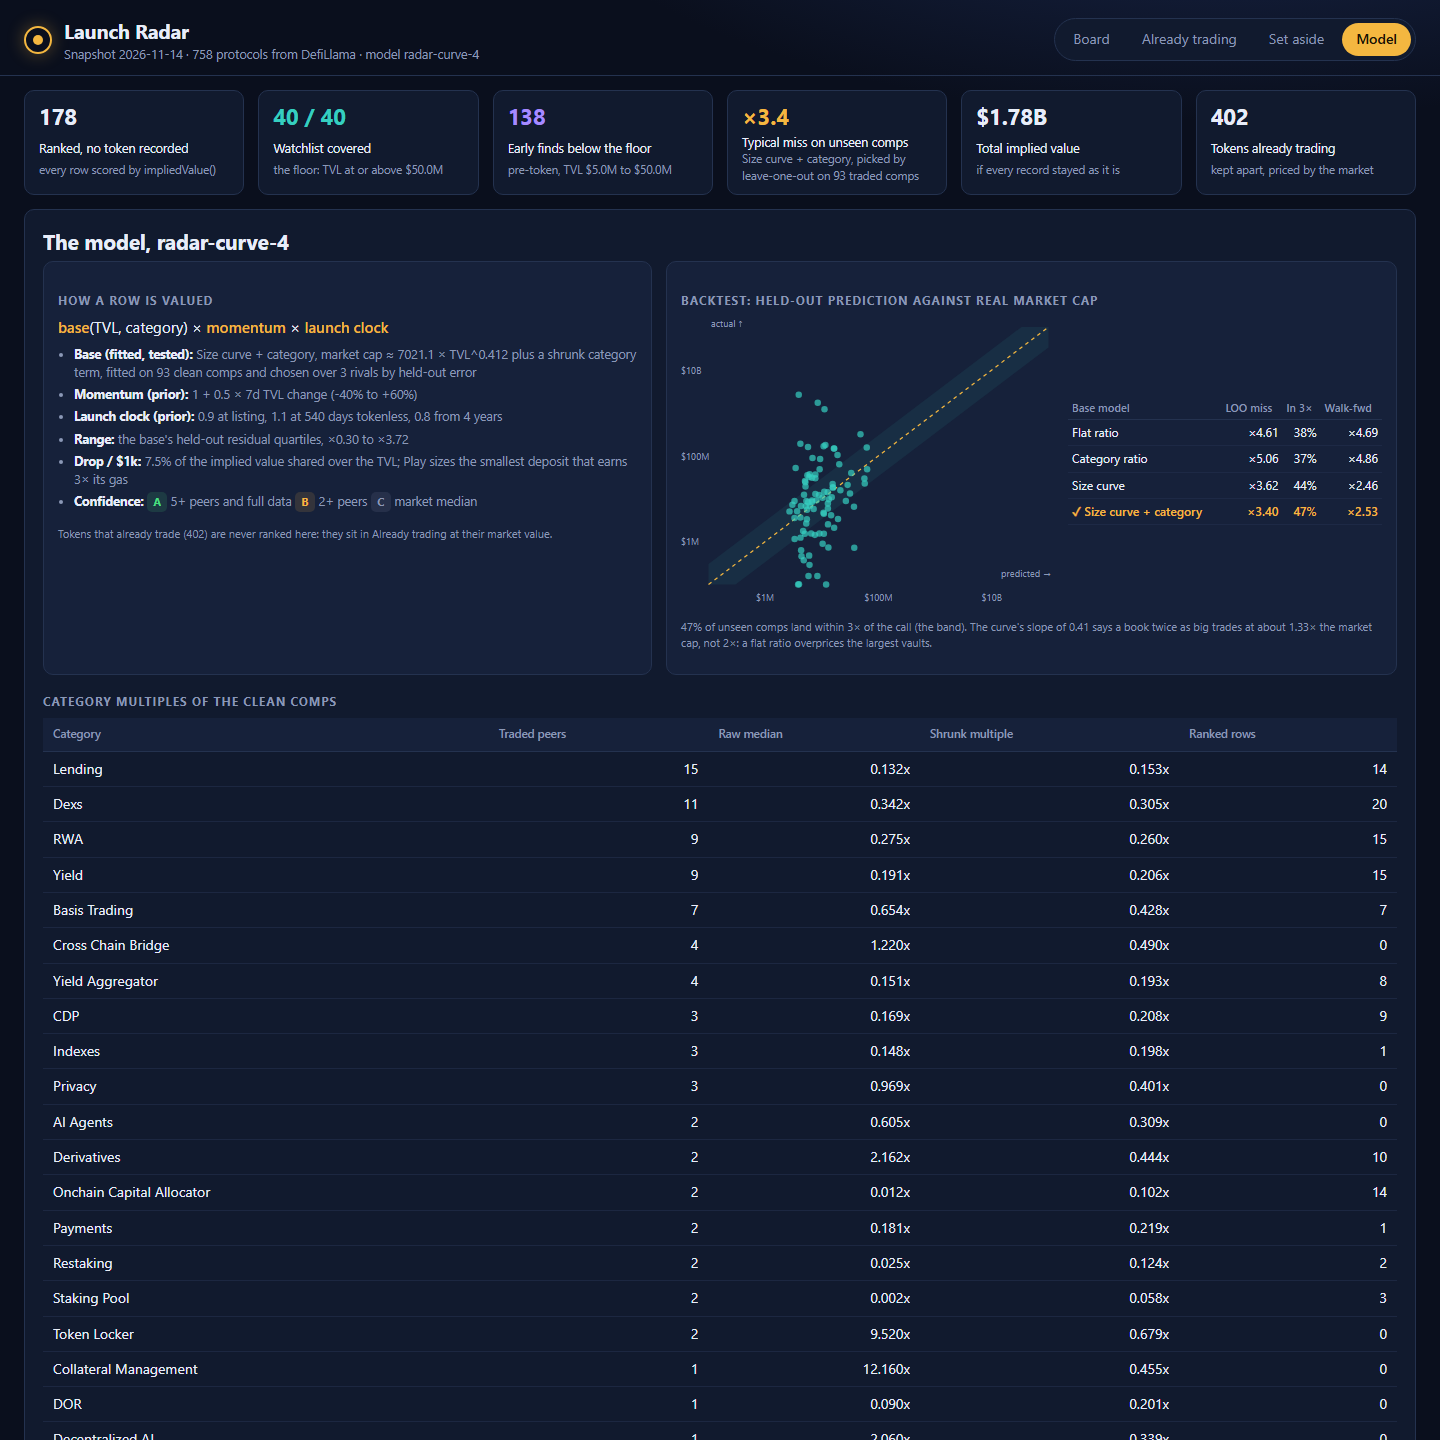 Launch Radar
Snapshot 2026-11-14 · 758 protocols from DefiLlama · model radar-curve-4
Board
Already trading
Set aside
Model
178
Ranked, no token recorded
every row scored by impliedValue()
40 / 40
Watchlist covered
the floor: TVL at or above $50.0M
138
Early finds below the floor
pre-token, TVL $5.0M to $50.0M
×3.4
Typical miss on unseen comps
Size curve + category, picked by
leave-one-out on 93 traded comps
$1.78B
Total implied value
if every record stayed as it is
402
Tokens already trading
kept apart, priced by the market
The model, radar-curve-4
HOW A ROW IS VALUED
base(TVL, category) × momentum × launch clock
• Base (fitted, tested): Size curve + category, market cap ≈ 7021.1 × TVL^0.412 plus a shrunk category
term, fitted on 93 clean comps and chosen over 3 rivals by held-out error
• Momentum (prior): 1 + 0.5 × 7d TVL change (-40% to +60%)
• Launch clock (prior): 0.9 at listing, 1.1 at 540 days tokenless, 0.8 from 4 years
• Range: the base's held-out residual quartiles, ×0.30 to ×3.72
• Drop / $1k: 7.5% of the implied value shared over the TVL; Play sizes the smallest deposit that earns
3× its gas
• Confidence: A 5+ peers and full data B 2+ peers C market median
Tokens that already trade (402) are never ranked here: they sit in Already trading at their market value.
BACKTEST: HELD-OUT PREDICTION AGAINST REAL MARKET CAP
actual ↑
$10B
$100M
$1M
predicted →
$1M
$100M
$10B
Base model LOO miss In 3× Walk-fwd
Flat ratio ×4.61 38% ×4.69
Category ratio ×5.06 37% ×4.86
Size curve ×3.62 44% ×2.46
✓ Size curve + category ×3.40 47% ×2.53
47% of unseen comps land within 3× of the call (the band). The curve's slope of 0.41 says a book twice as big trades at about 1.33× the market
cap, not 2×: a flat ratio overprices the largest vaults.
CATEGORY MULTIPLES OF THE CLEAN COMPS
Category Traded peers Raw median Shrunk multiple Ranked rows
Lending 15 0.132x 0.153x 14
Dexs 11 0.342x 0.305x 20
RWA 9 0.275x 0.260x 15
Yield 9 0.191x 0.206x 15
Basis Trading 7 0.654x 0.428x 7
Cross Chain Bridge 4 1.220x 0.490x 0
Yield Aggregator 4 0.151x 0.193x 8
CDP 3 0.169x 0.208x 9
Indexes 3 0.148x 0.198x 1
Privacy 3 0.969x 0.401x 0
AI Agents 2 0.605x 0.309x 0
Derivatives 2 2.162x 0.444x 10
Onchain Capital Allocator 2 0.012x 0.102x 14
Payments 2 0.181x 0.219x 1
Restaking 2 0.025x 0.124x 2
Staking Pool 2 0.002x 0.058x 3
Token Locker 2 9.520x 0.679x 0
Collateral Management 1 12.160x 0.455x 0
DOR 1 0.090x 0.201x 0
Decentralized AI 1 2.060x 0.339x 0